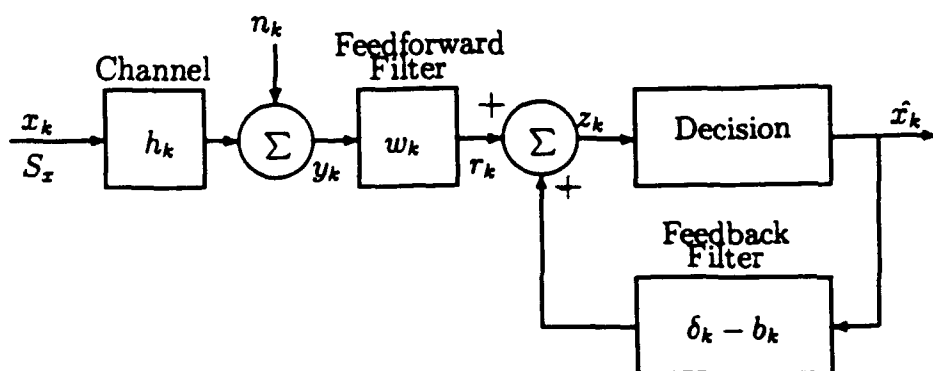 n_k
Feedforward
Filter
Channel
x_k
S_x
h_k
Σ
y_k
w_k
+
r_k
Σ
+
z_k
Decision
x̂_k
Feedback
Filter
δ_k − b_k